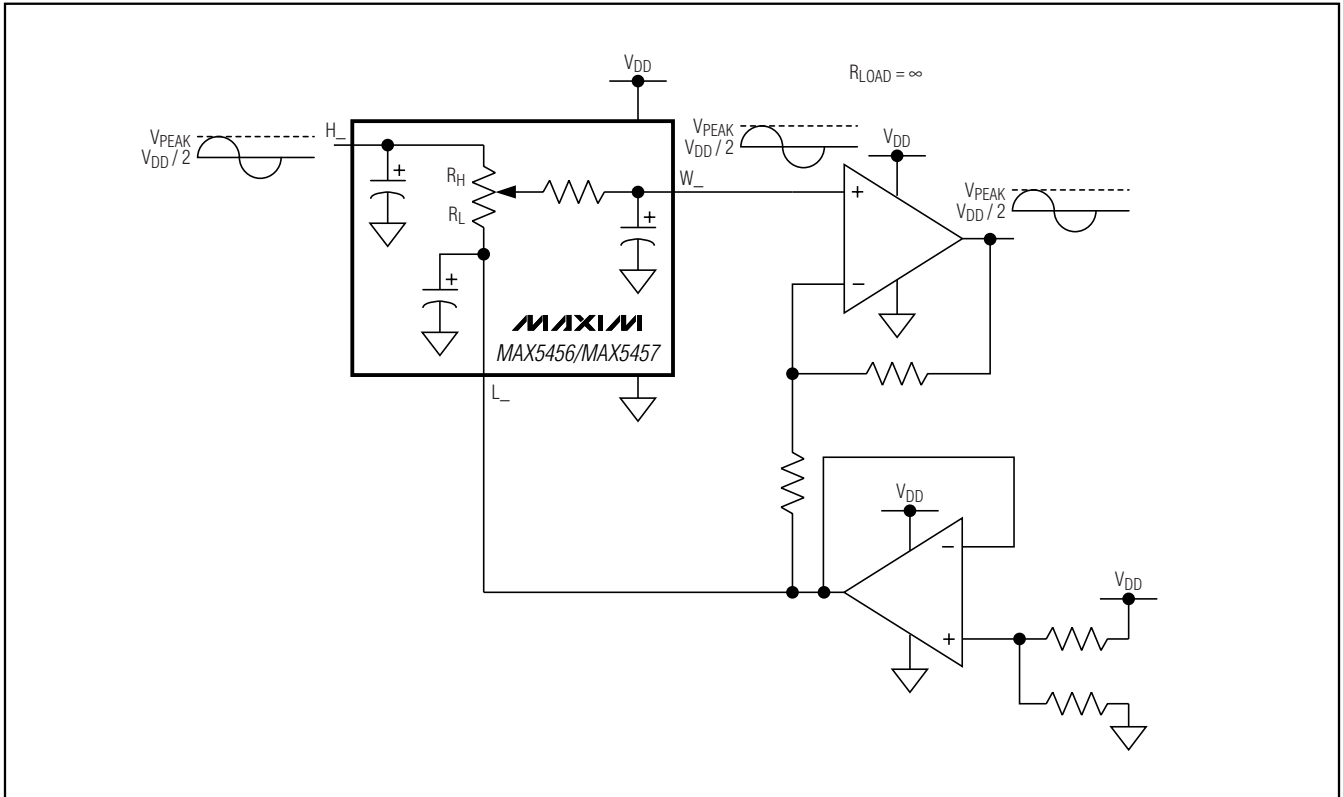 VDD
RLOAD = ∞
H_
VPEAK
VDD / 2
VPEAK
VDD / 2
VDD
RH
RL
W_
+
+
+
+
−
VPEAK
VDD / 2
MAXIM
MAX5456/MAX5457
L_
VDD
−
+
VDD